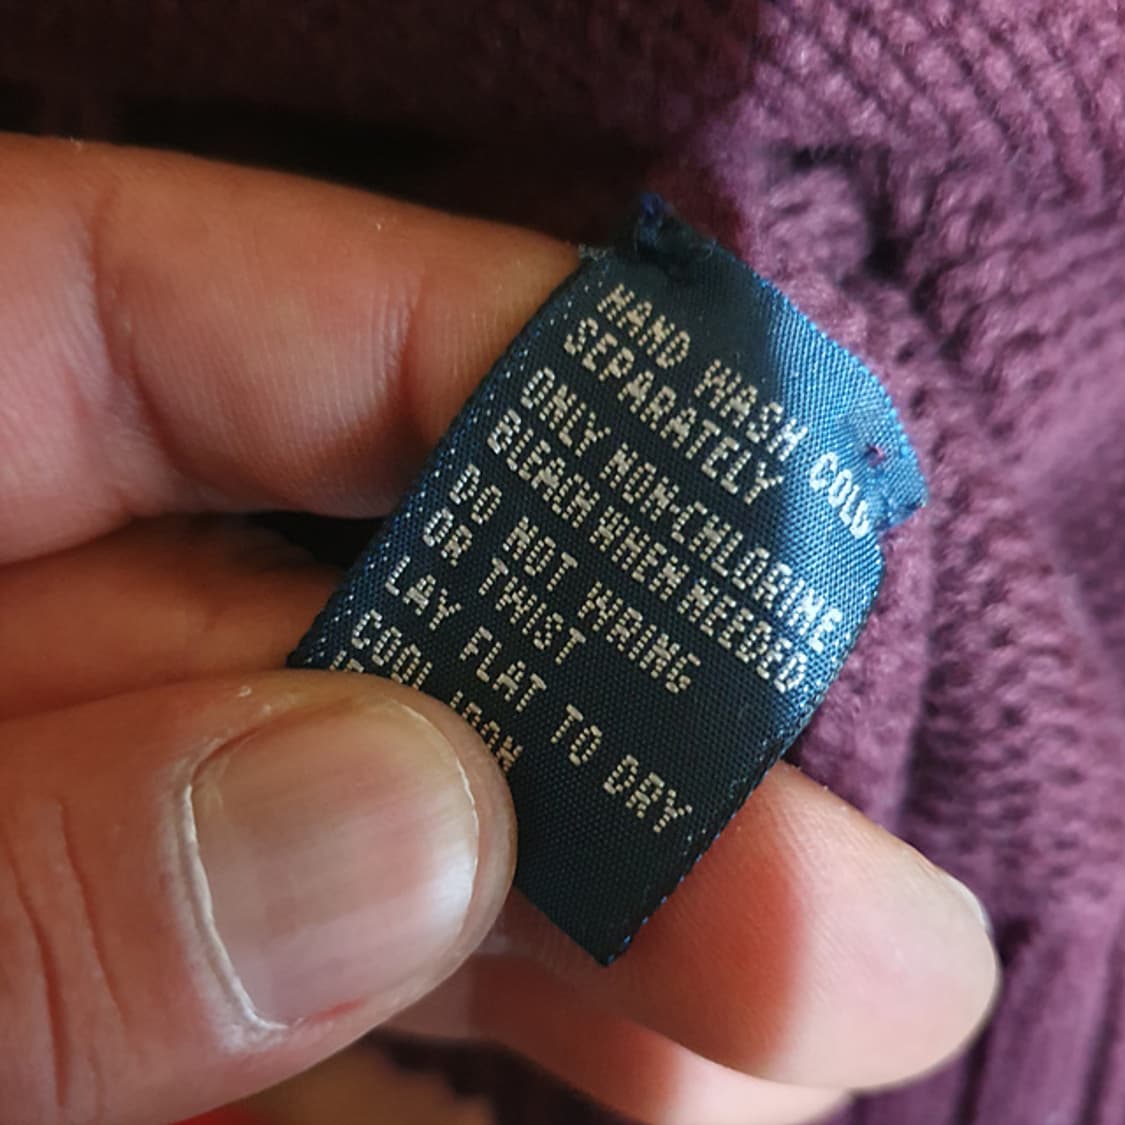 HAND WASH COLD
SEPARATELY
ONLY NON-CHLORINE
BLEACH WHEN NEEDED
DO NOT WRING
OR TWIST
LAY FLAT TO DRY
COOL IRON